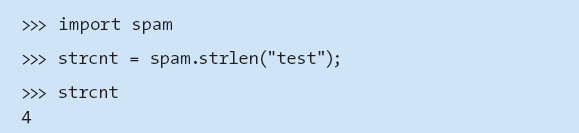 >>> import spam
>>> strcnt = spam.strlen("test");
>>> strcnt
4